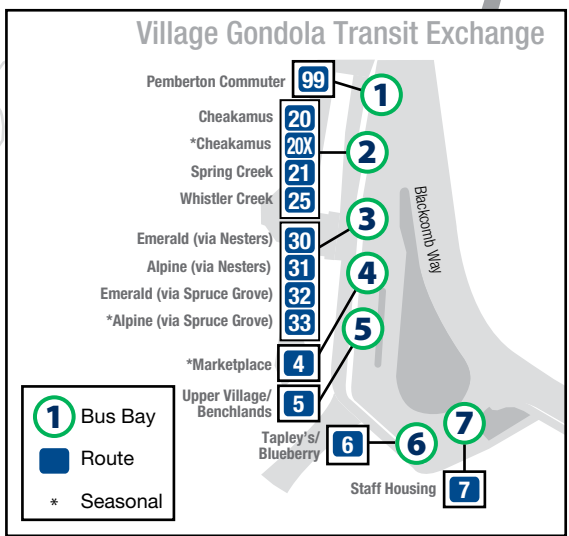 Village Gondola Transit Exchange
Pemberton Commuter 99 1
Cheakamus 20
*Cheakamus 20X 2
Spring Creek 21
Whistler Creek 25
3
Emerald (via Nesters) 30
Alpine (via Nesters) 31
Emerald (via Spruce Grove) 32
*Alpine (via Spruce Grove) 33
4
*Marketplace 4
5
Upper Village/
Benchlands 5
Tapley's/
Blueberry 6 6
7
Staff Housing 7
Blackcomb Way
1 Bus Bay
Route
* Seasonal